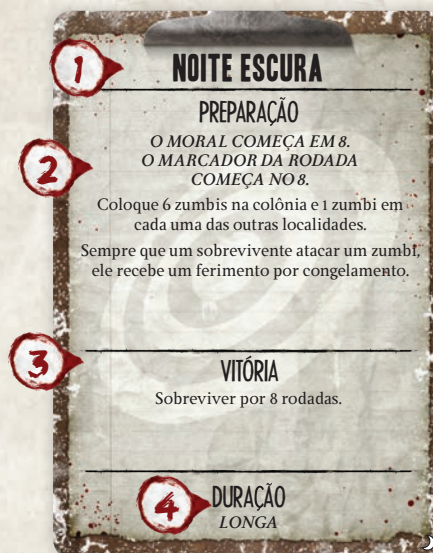 1
NOITE ESCURA
PREPARAÇÃO
2
O MORAL COMEÇA EM 8.
O MARCADOR DA RODADA
COMEÇA NO 8.
Coloque 6 zumbis na colônia e 1 zumbi em
cada uma das outras localidades.
Sempre que um sobrevivente atacar um zumbi,
ele recebe um ferimento por congelamento.
3
VITÓRIA
Sobreviver por 8 rodadas.
4
DURAÇÃO
LONGA